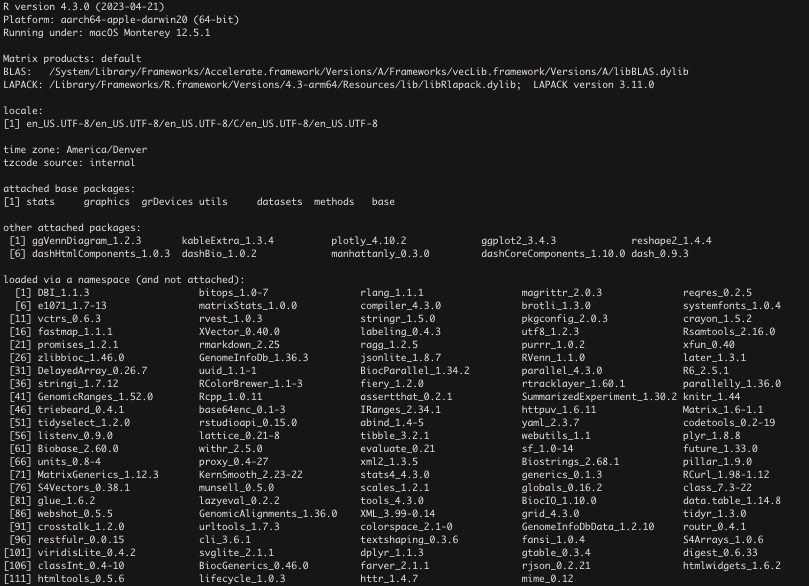 R version 4.3.0 (2023-04-21)
Platform: aarch64-apple-darwin20 (64-bit)
Running under: macOS Monterey 12.5.1
Matrix products: default
BLAS:   /System/Library/Frameworks/Accelerate.framework/Versions/A/Frameworks/vecLib.framework/Versions/A/libBLAS.dylib
LAPACK: /Library/Frameworks/R.framework/Versions/4.3-arm64/Resources/lib/libRlapack.dylib;  LAPACK version 3.11.0
locale:
[1] en_US.UTF-8/en_US.UTF-8/en_US.UTF-8/C/en_US.UTF-8/en_US.UTF-8
time zone: America/Denver
tzcode source: internal
attached base packages:
[1] stats     graphics  grDevices utils     datasets  methods   base
other attached packages:
[1] ggVennDiagram_1.2.3 kableExtra_1.3.4 plotly_4.10.2 ggplot2_3.4.3 reshape2_1.4.4
[6] dashHtmlComponents_1.0.3 dashBio_1.0.2 manhattanly_0.3.0 dashCoreComponents_1.10.0 dash_0.9.3
loaded via a namespace (and not attached):
[1] DBI_1.1.3 bitops_1.0-7 rlang_1.1.1 magrittr_2.0.3 reqres_0.2.5
[6] e1071_1.7-13 matrixStats_1.0.0 compiler_4.3.0 brotli_1.3.0 systemfonts_1.0.4
[11] vctrs_0.6.3 rvest_1.0.3 stringr_1.5.0 pkgconfig_2.0.3 crayon_1.5.2
[16] fastmap_1.1.1 XVector_0.40.0 labeling_0.4.3 utf8_1.2.3 Rsamtools_2.16.0
[21] promises_1.2.1 rmarkdown_2.25 ragg_1.2.5 purrr_1.0.2 xfun_0.40
[26] zlibbioc_1.46.0 GenomeInfoDb_1.36.3 jsonlite_1.8.7 RVenn_1.1.0 later_1.3.1
[31] DelayedArray_0.26.7 uuid_1.1-1 BiocParallel_1.34.2 parallel_4.3.0 R6_2.5.1
[36] stringi_1.7.12 RColorBrewer_1.1-3 fiery_1.2.0 rtracklayer_1.60.1 parallelly_1.36.0
[41] GenomicRanges_1.52.0 Rcpp_1.0.11 assertthat_0.2.1 SummarizedExperiment_1.30.2 knitr_1.44
[46] triebeard_0.4.1 base64enc_0.1-3 IRanges_2.34.1 httpuv_1.6.11 Matrix_1.6-1.1
[51] tidyselect_1.2.0 rstudioapi_0.15.0 abind_1.4-5 yaml_2.3.7 codetools_0.2-19
[56] listenv_0.9.0 lattice_0.21-8 tibble_3.2.1 webutils_1.1 plyr_1.8.8
[61] Biobase_2.60.0 withr_2.5.0 evaluate_0.21 sf_1.0-14 future_1.33.0
[66] units_0.8-4 proxy_0.4-27 xml2_1.3.5 Biostrings_2.68.1 pillar_1.9.0
[71] MatrixGenerics_1.12.3 KernSmooth_2.23-22 stats4_4.3.0 generics_0.1.3 RCurl_1.98-1.12
[76] S4Vectors_0.38.1 munsell_0.5.0 scales_1.2.1 globals_0.16.2 class_7.3-22
[81] glue_1.6.2 lazyeval_0.2.2 tools_4.3.0 BiocIO_1.10.0 data.table_1.14.8
[86] webshot_0.5.5 GenomicAlignments_1.36.0 XML_3.99-0.14 grid_4.3.0 tidyr_1.3.0
[91] crosstalk_1.2.0 urltools_1.7.3 colorspace_2.1-0 GenomeInfoDbData_1.2.10 routr_0.4.1
[96] restfulr_0.0.15 cli_3.6.1 textshaping_0.3.6 fansi_1.0.4 S4Arrays_1.0.6
[101] viridisLite_0.4.2 svglite_2.1.1 dplyr_1.1.3 gtable_0.3.4 digest_0.6.33
[106] classInt_0.4-10 BiocGenerics_0.46.0 farver_2.1.1 rjson_0.2.21 htmlwidgets_1.6.2
[111] htmltools_0.5.6 lifecycle_1.0.3 httr_1.4.7 mime_0.12